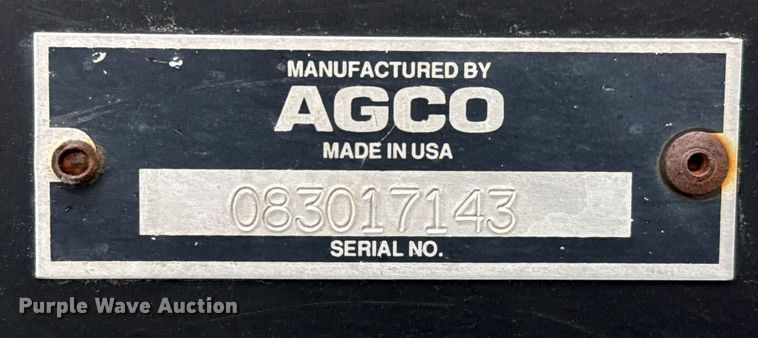 MANUFACTURED BY
AGCO
MADE IN USA
083017143
SERIAL NO.
Purple Wave Auction